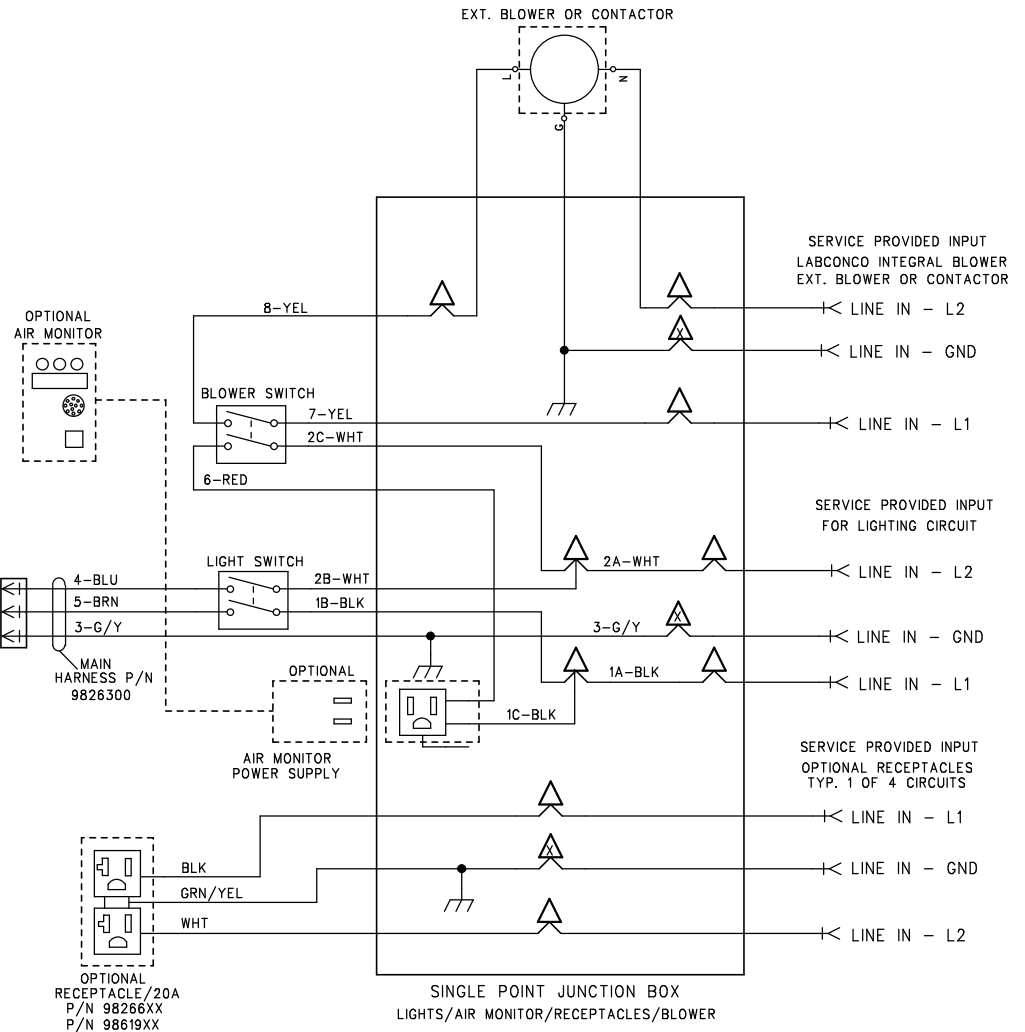 EXT. BLOWER OR CONTACTOR
L
N
G
SERVICE PROVIDED INPUT
LABCONCO INTEGRAL BLOWER
EXT. BLOWER OR CONTACTOR
8-YEL
LINE IN - L2
OPTIONAL
AIR MONITOR
X
LINE IN - GND
BLOWER SWITCH
7-YEL
LINE IN - L1
2C-WHT
6-RED
SERVICE PROVIDED INPUT
FOR LIGHTING CIRCUIT
LIGHT SWITCH
2A-WHT
LINE IN - L2
4-BLU
2B-WHT
5-BRN
1B-BLK
3-G/Y
3-G/Y
X
LINE IN - GND
MAIN
HARNESS P/N
9826300
OPTIONAL
1A-BLK
LINE IN - L1
1C-BLK
AIR MONITOR
POWER SUPPLY
SERVICE PROVIDED INPUT
OPTIONAL RECEPTACLES
TYP. 1 OF 4 CIRCUITS
LINE IN - L1
BLK
X
LINE IN - GND
GRN/YEL
WHT
LINE IN - L2
OPTIONAL
RECEPTACLE/20A
P/N 98266XX
P/N 98619XX
SINGLE POINT JUNCTION BOX
LIGHTS/AIR MONITOR/RECEPTACLES/BLOWER